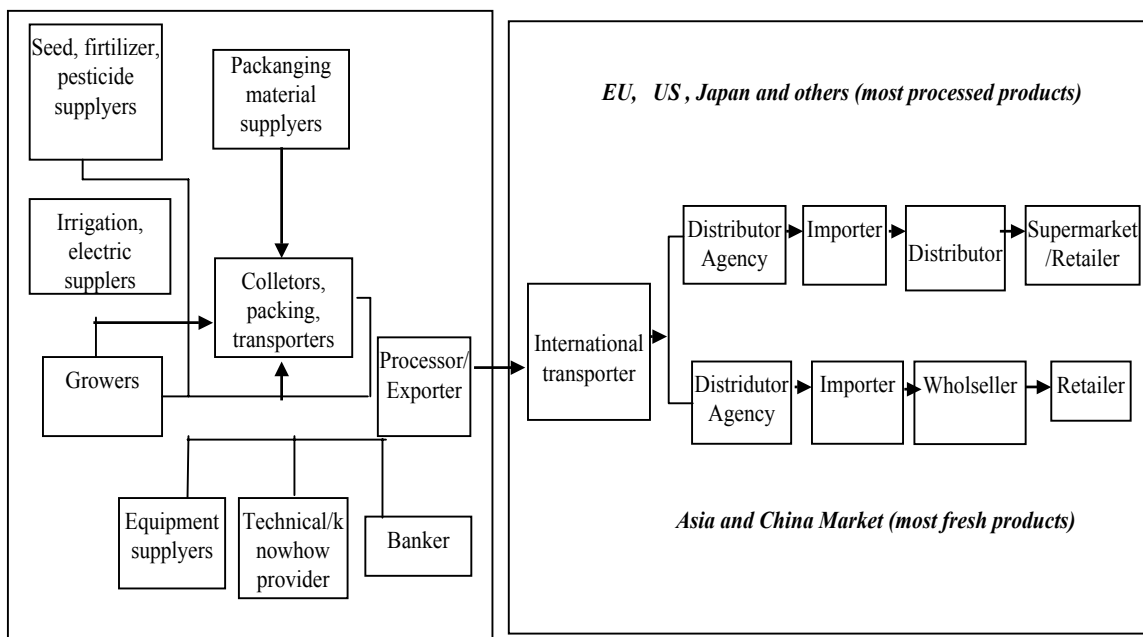 Seed, firtilizer,
pesticide
supplyers
Packanging
material
supplyers
Irrigation,
electric
supplers
Colletors,
packing,
transporters
Growers
Processor/
Exporter
Equipment
supplyers
Technical/k
nowhow
provider
Banker
EU, US , Japan and others (most processed products)
International
transporter
Distributor
Agency
Importer
Distributor
Supermarket
/Retailer
Distridutor
Agency
Importer
Wholseller
Retailer
Asia and China Market (most fresh products)